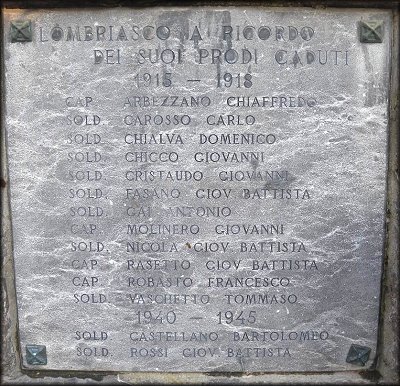 LOMBRIASCO A RICORDO
DEI SUOI PRODI CADUTI
1915 — 1918
CAP. ARBEZZANO CHIAFFREDO
SOLD. CAROSSO CARLO
SOLD. CHIALVA DOMENICO
SOLD. CHICCO GIOVANNI
SOLD. CRISTAUDO GIOVANNI
SOLD. FASANO GIOV BATTISTA
SOLD. GAI ANTONIO
CAP. MOLINERO GIOVANNI
SOLD. NICOLA GIOV BATTISTA
CAP. RASETTO GIOV BATTISTA
CAP. ROBASTO FRANCESCO
SOLD. VASCHETTO TOMMASO
1940 — 1945
SOLD. CASTELLANO BARTOLOMEO
SOLD. ROSSI GIOV BATTISTA